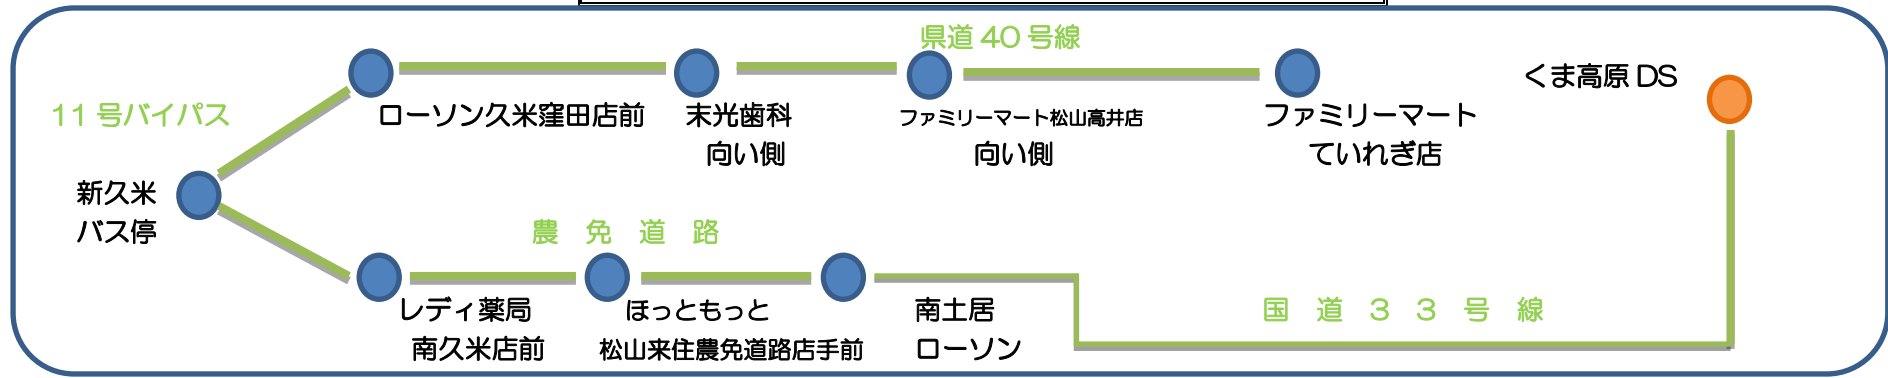 県道40号線
11号バイパス
ローソン久米窪田店前
末光歯科
向い側
ファミリーマート松山高井店
向い側
ファミリーマート
ていれぎ店
くま高原DS
新久米
バス停
農免道路
レディ薬局
南久米店前
ほっともっと
松山来住農免道路店手前
南土居
ローソン
国道33号線